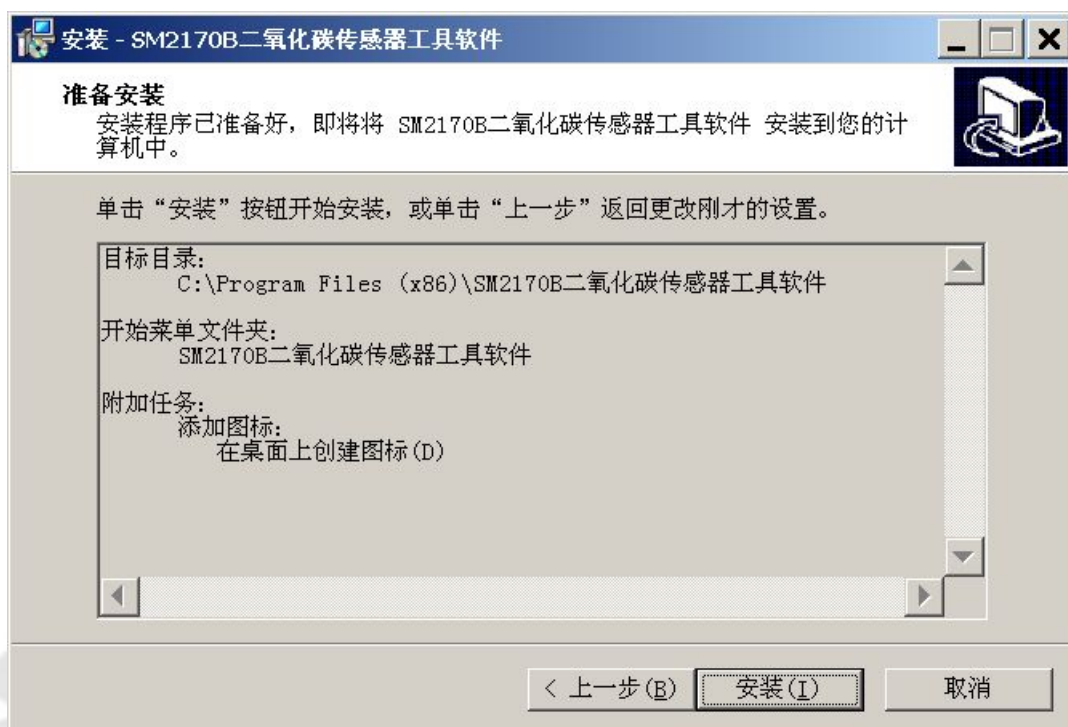 安装 - SM2170B二氧化碳传感器工具软件
准备安装
安装程序已准备好，即将将 SM2170B二氧化碳传感器工具软件 安装到您的计
算机中。
单击“安装”按钮开始安装，或单击“上一步”返回更改刚才的设置。
目标目录:
C:\Program Files (x86)\SM2170B二氧化碳传感器工具软件
开始菜单文件夹:
SM2170B二氧化碳传感器工具软件
附加任务:
添加图标:
在桌面上创建图标(D)
< 上一步(B) 安装(I) 取消